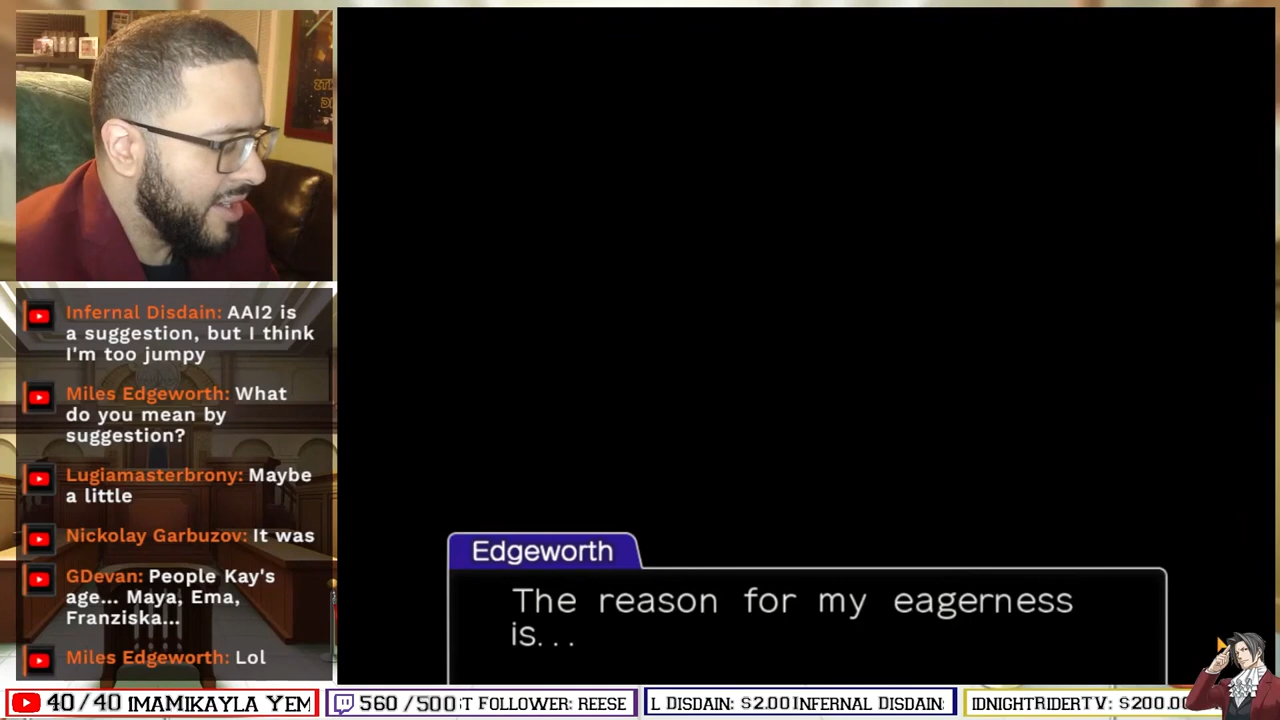 Infernal Disdain: AAI2 is
a suggestion, but I think
I'm too jumpy
Miles Edgeworth: What
do you mean by
suggestion?
Lugiamasterbrony: Maybe
a little
Nickolay Garbuzov: It was
GDevan: People Kay's
age... Maya, Ema,
Franziska...
Miles Edgeworth: Lol
Edgeworth
The reason for my eagerness
is...
40/40 IMAMIKAYLA YEM
560/500 T FOLLOWER: REESE
L DISDAIN: $2.00 INFERNAL DISDAIN:
IDNIGHTRIDERTV: $200.0